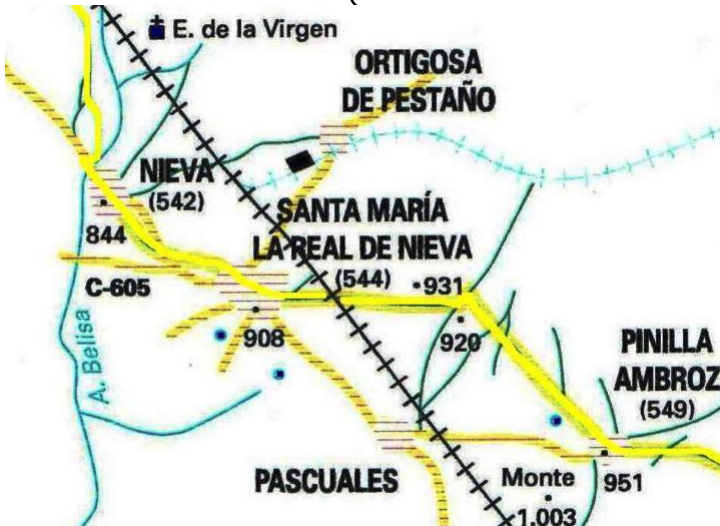 E. de la Virgen
ORTIGOSA
DE PESTAÑO
NIEVA
(542)
844
SANTA MARÍA
LA REAL DE NIEVA
(544)
931
C-605
908
920
A. Belisa
PINILLA
AMBROZ
(549)
PASCUALES
Monte
951
1.003